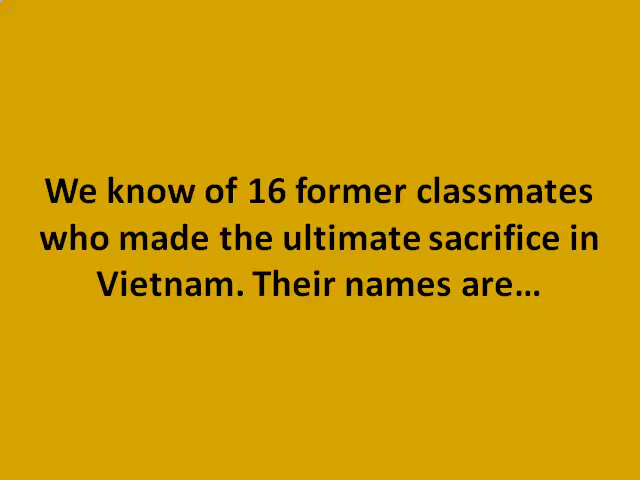 We know of 16 former classmates
who made the ultimate sacrifice in
Vietnam. Their names are…